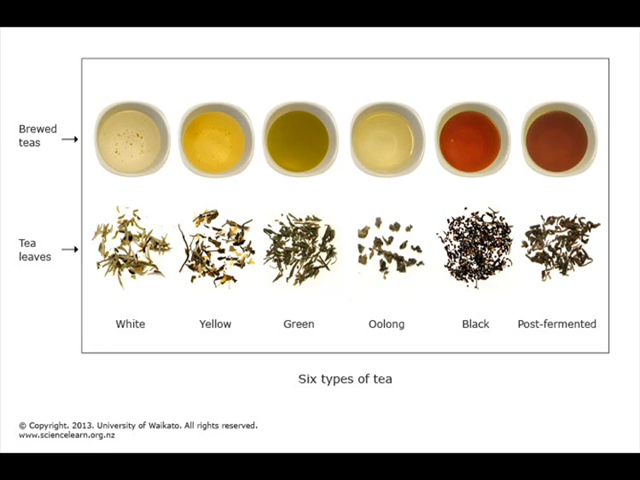 Brewed
teas
Tea
leaves
White
Yellow
Green
Oolong
Black
Post-fermented
Six types of tea
© Copyright. 2013. University of Waikato. All rights reserved.
www.sciencelearn.org.nz